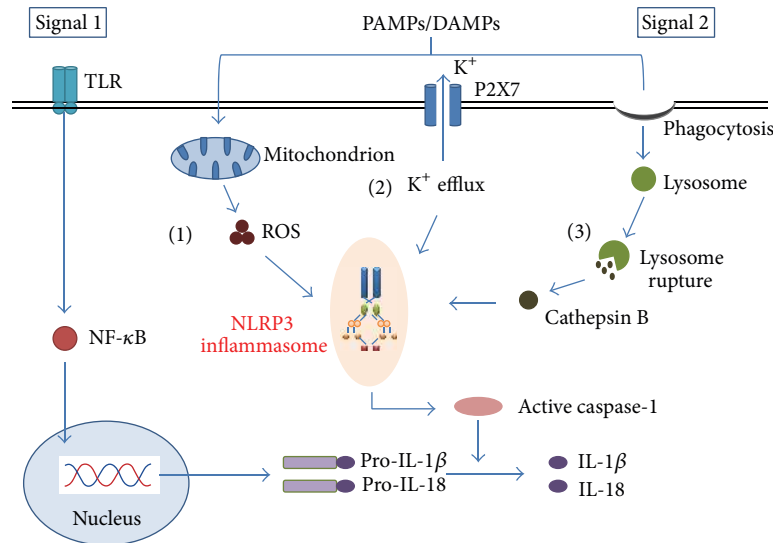 Signal 1
PAMPs/DAMPs
Signal 2
K⁺
TLR
P2X7
Phagocytosis
Mitochondrion
(2)
K⁺ efflux
Lysosome
(1)
ROS
(3)
Lysosome
rupture
Cathepsin B
NF-κB
NLRP3
inflammasome
Active caspase-1
Pro-IL-1β
IL-1β
Pro-IL-18
IL-18
Nucleus